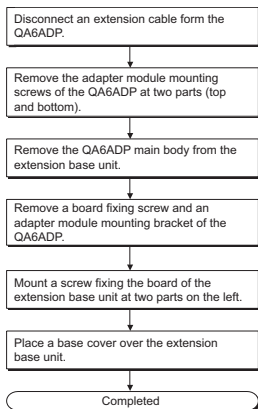 Disconnect an extension cable form the
QA6ADP.
Remove the adapter module mounting
screws of the QA6ADP at two parts (top
and bottom).
Remove the QA6ADP main body from the
extension base unit.
Remove a board fixing screw and an
adapter module mounting bracket of the
QA6ADP.
Mount a screw fixing the board of the
extension base unit at two parts on the left.
Place a base cover over the extension
base unit.
Completed